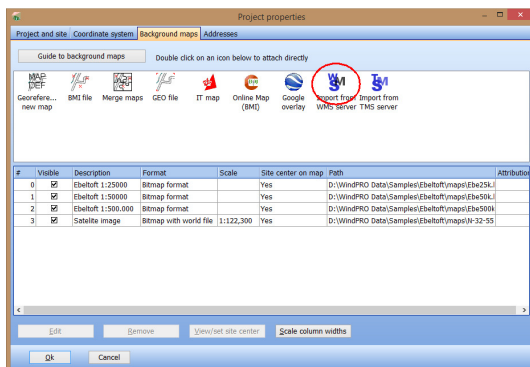 Project properties
Project and site Coordinate system Background maps Addresses
Guide to background maps Double click on an icon below to attach directly
MAP DEF
Georefere... new map BMI file Merge maps GEO file IT map Online Map (BMI) Google overlay Import from WMS server Import from TMS server
# Visible Description Format Scale Site center on map Path Attribution
0 Ebeltoft 1:25000 Bitmap format Yes D:\WindPRO Data\Samples\Ebeltoft\maps\Ebe25k.l
1 Ebeltoft 1:50000 Bitmap format Yes D:\WindPRO Data\Samples\Ebeltoft\maps\Ebe50k.l
2 Ebeltoft 1:500.000 Bitmap format Yes D:\WindPRO Data\Samples\Ebeltoft\maps\Ebe500k
3 Satelite image Bitmap with world file 1:122,300 Yes D:\WindPRO Data\Samples\Ebeltoft\maps\N-32-55
Edit Remove View/set site center Scale column widths
Ok Cancel